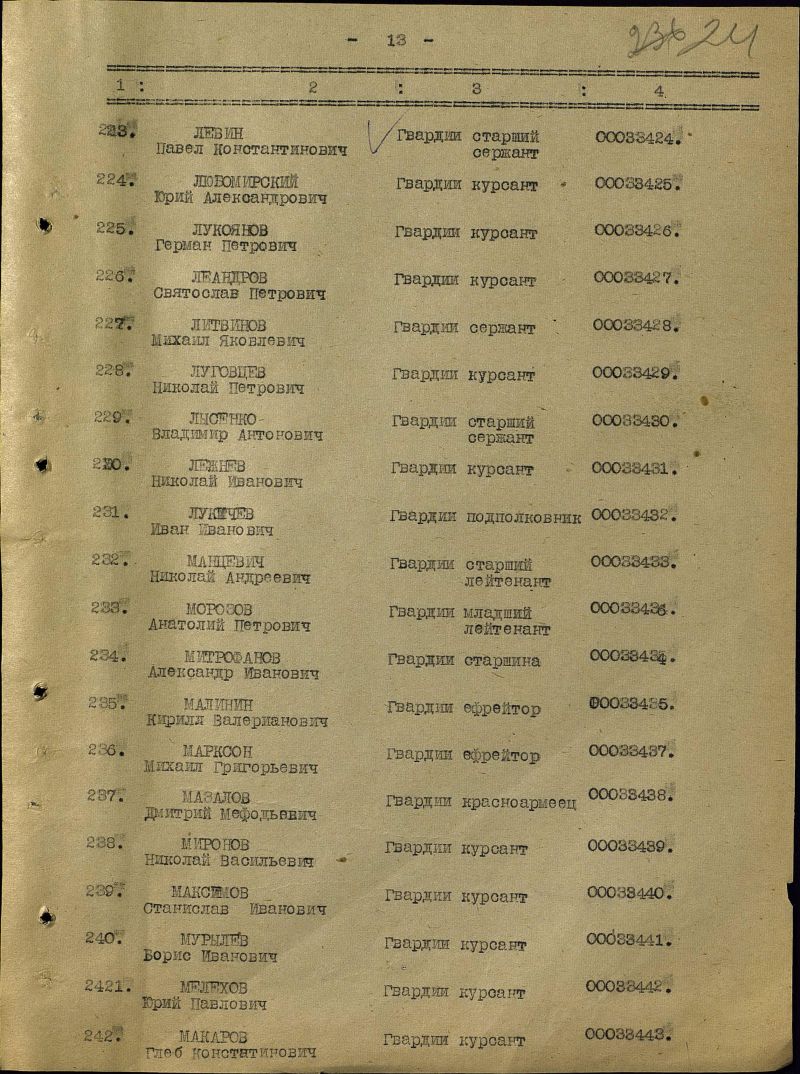 - 13 -
24
1 : 2 : 3 : 4
223. ЛЕВИН Гвардии старший 00033424.
Павел Константинович сержант
224. ЛЮБОМИРСКИЙ Гвардии курсант 00033425.
Юрий Александрович
225. ЛУКОЯНОВ Гвардии курсант 00033426.
Герман Петрович
226. ЛЕАНДРОВ Гвардии курсант 00033427.
Святослав Петрович
227. ЛИТВИНОВ Гвардии сержант 00033428.
Михаил Яковлевич
228. ЛУГОВЦЕВ Гвардии курсант 00033429.
Николай Петрович
229. ЛЫСЕНКО Гвардии старший 00033430.
Владимир Антонович сержант
230. ЛЕЖНЕВ Гвардии курсант 00033431.
Николай Иванович
231. ЛУКИЧЕВ Гвардии подполковник 00033432.
Иван Иванович
232. МАНЦЕВИЧ Гвардии старший 00033433.
Николай Андреевич лейтенант
233. МОРОЗОВ Гвардии младший 00033436.
Анатолий Петрович лейтенант
234. МИТРОФАНОВ Гвардии старшина 00033434.
Александр Иванович
235. МАЛИНИН Гвардии ефрейтор 00033435.
Кирилл Валерианович
236. МАРКСОН Гвардии ефрейтор 00033437.
Михаил Григорьевич
237. МАЗАЛОВ Гвардии красноармеец 00033438.
Дмитрий Мефодьевич
238. МИРОНОВ Гвардии курсант 00033439.
Николай Васильевич
239. МАКСИМОВ Гвардии курсант 00033440.
Станислав Иванович
240. МУРЫЛЕВ Гвардии курсант 00033441.
Борис Иванович
2421. МЕЛЕХОВ Гвардии курсант 00033442.
Юрий Павлович
242. МАКАРОВ Гвардии курсант 00033443.
Глеб Констятинович